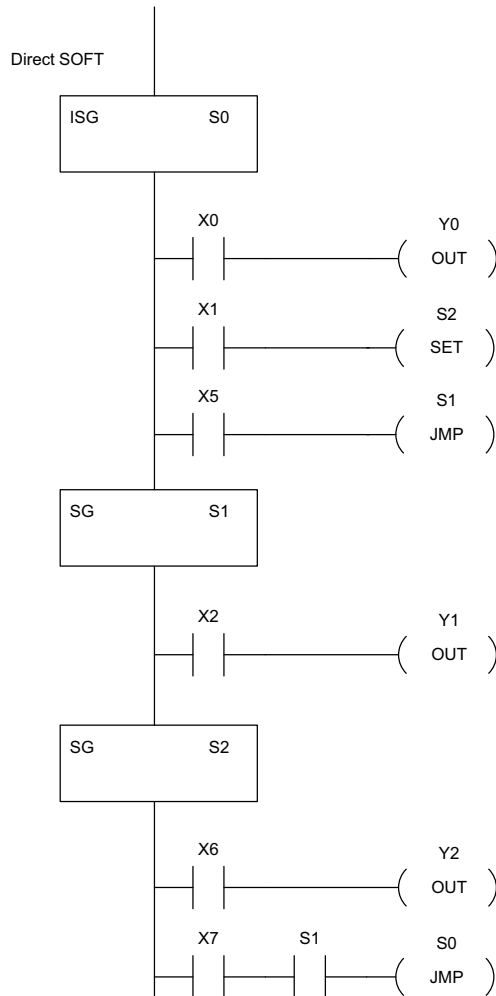 Direct SOFT
ISG S0
X0 Y0
OUT
X1 S2
SET
X5 S1
JMP
SG S1
X2 Y1
OUT
SG S2
X6 Y2
OUT
X7 S1 S0
JMP